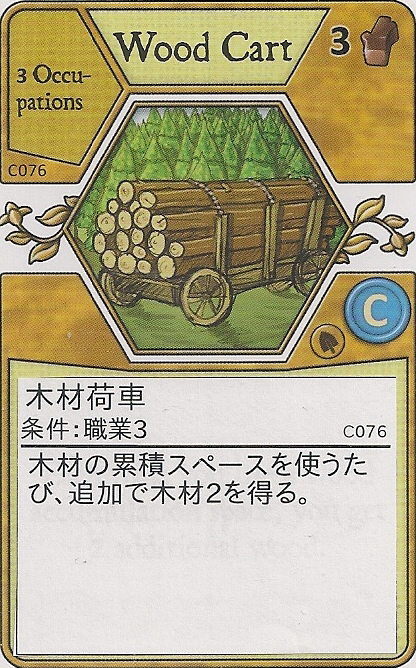 3 Occu-
pations
Wood Cart
3
C076
C
木材荷車
条件:職業3
C076
木材の累積スペースを使うた
び、追加で木材2を得る。